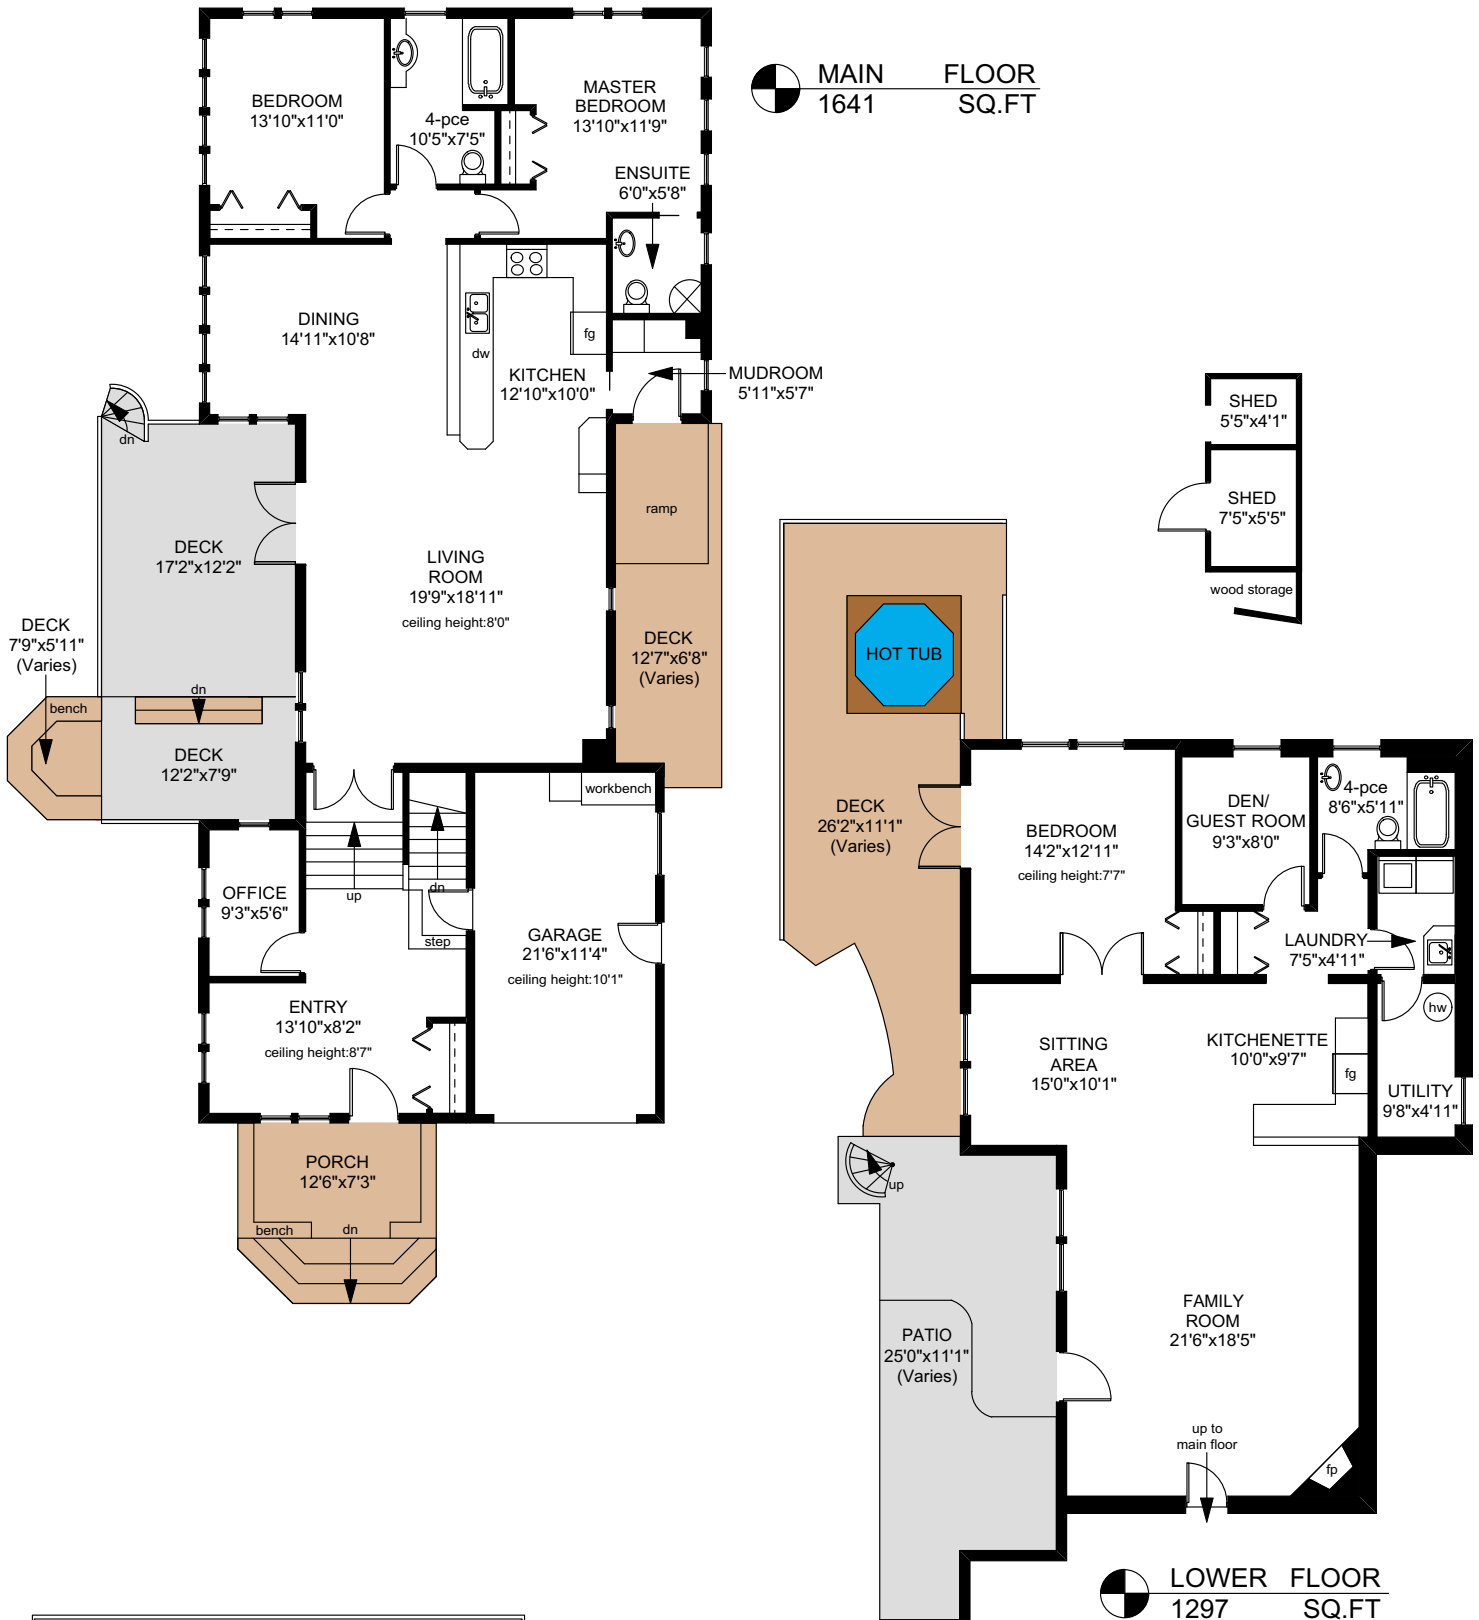 MAIN FLOOR
1641 SQ.FT
BEDROOM
13'10"x11'0"
4-pce
10'5"x7'5"
MASTER
BEDROOM
13'10"x11'9"
ENSUITE
6'0"x5'8"
DINING
14'11"x10'8"
dw
fg
KITCHEN
12'10"x10'0"
MUDROOM
5'11"x5'7"
dn
ramp
DECK
17'2"x12'2"
LIVING
ROOM
19'9"x18'11"
ceiling height:8'0"
DECK
7'9"x5'11"
(Varies)
DECK
12'7"x6'8"
(Varies)
bench
dn
DECK
12'2"x7'9"
workbench
OFFICE
9'3"x5'6"
up
dn
step
GARAGE
21'6"x11'4"
ceiling height:10'1"
ENTRY
13'10"x8'2"
ceiling height:8'7"
PORCH
12'6"x7'3"
bench
dn
SHED
5'5"x4'1"
SHED
7'5"x5'5"
wood storage
HOT TUB
DECK
26'2"x11'1"
(Varies)
BEDROOM
14'2"x12'11"
ceiling height:7'7"
DEN/
GUEST ROOM
9'3"x8'0"
4-pce
8'6"x5'11"
LAUNDRY
7'5"x4'11"
hw
SITTING
AREA
15'0"x10'1"
KITCHENETTE
10'0"x9'7"
fg
UTILITY
9'8"x4'11"
up
PATIO
25'0"x11'1"
(Varies)
FAMILY
ROOM
21'6"x18'5"
up to
main floor
fp
LOWER FLOOR
1297 SQ.FT